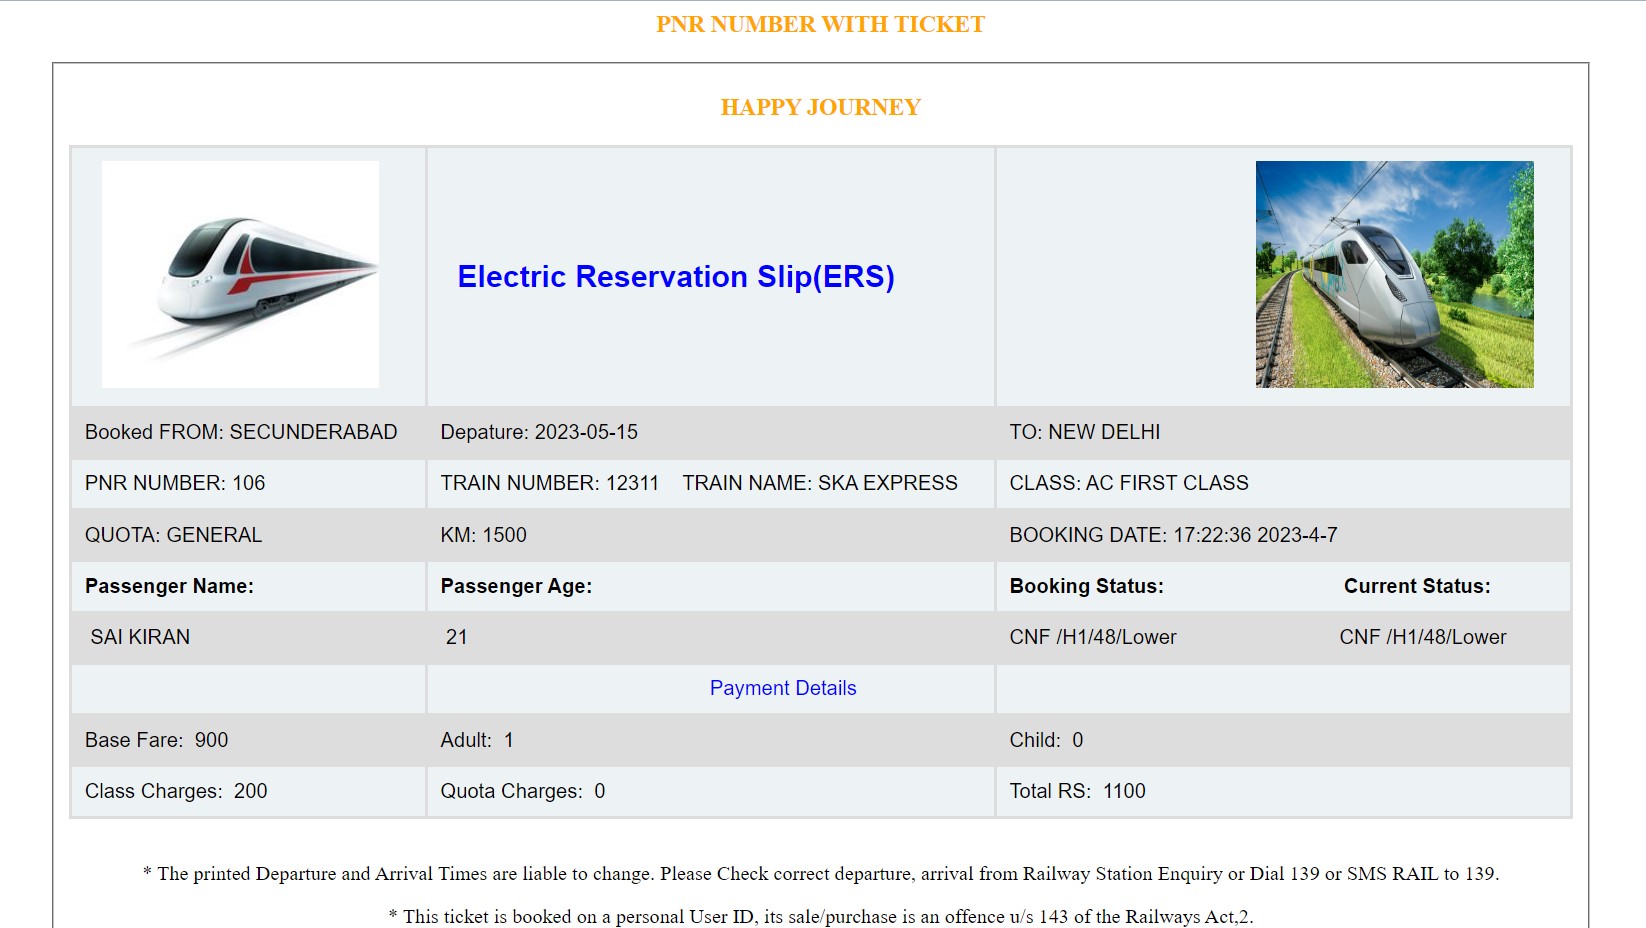 PNR NUMBER WITH TICKET
HAPPY JOURNEY
Electric Reservation Slip(ERS)
Booked FROM: SECUNDERABAD Depature: 2023-05-15 TO: NEW DELHI
PNR NUMBER: 106 TRAIN NUMBER: 12311 TRAIN NAME: SKA EXPRESS CLASS: AC FIRST CLASS
QUOTA: GENERAL KM: 1500 BOOKING DATE: 17:22:36 2023-4-7
Passenger Name: Passenger Age: Booking Status: Current Status:
SAI KIRAN 21 CNF /H1/48/Lower CNF /H1/48/Lower
Payment Details
Base Fare: 900 Adult: 1 Child: 0
Class Charges: 200 Quota Charges: 0 Total RS: 1100
* The printed Departure and Arrival Times are liable to change. Please Check correct departure, arrival from Railway Station Enquiry or Dial 139 or SMS RAIL to 139.
* This ticket is booked on a personal User ID, its sale/purchase is an offence u/s 143 of the Railways Act,2.